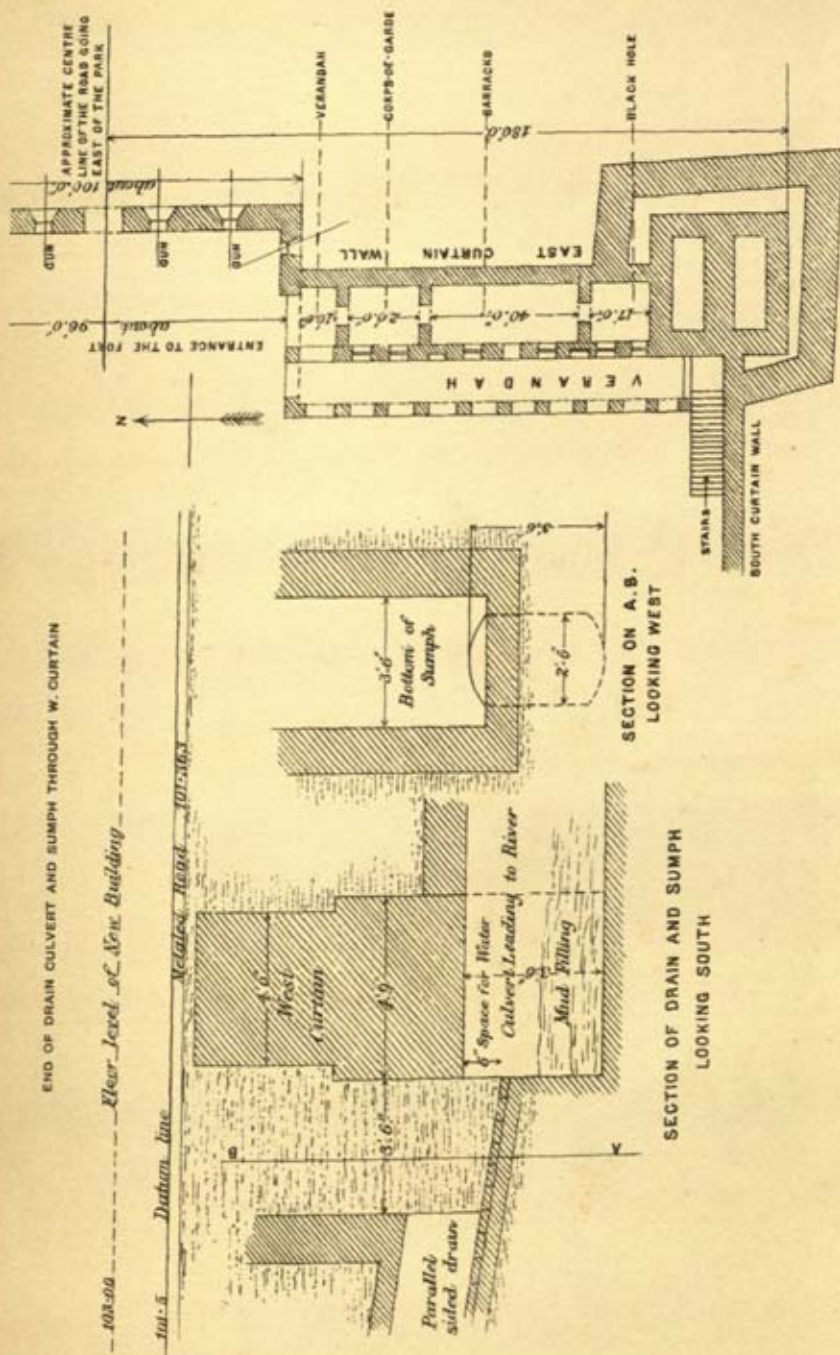 END OF DRAIN CULVERT AND SUMPH THROUGH W. CURTAIN
103·00
Floor level of New Building
101·5
Datum line
Metaled Road 101·363
B
A
4'.0"
West
Curtain
4'.9"
3'.6"
6" Space for Water
Culvert Leading to River
Mud Filling
Parallel
sided drain
SECTION OF DRAIN AND SUMPH
LOOKING SOUTH
3'.6"
Bottom of
Sumph
2'.6"
3'.6
SECTION ON A.B.
LOOKING WEST
N
APPROXIMATE CENTRE
LINE OF THE ROAD GOING
EAST OF THE PARK
about 100'.0"
GUN
GUN
GUN
about 96'.0"
ENTRANCE TO THE FORT
VERANDAH
CORPS-DE-GARDE
BARRACKS
BLACK HOLE
180'.0"
EAST CURTAIN WALL
40'.0"
17'.6"
VERANDAH
STAIRS
SOUTH CURTAIN WALL